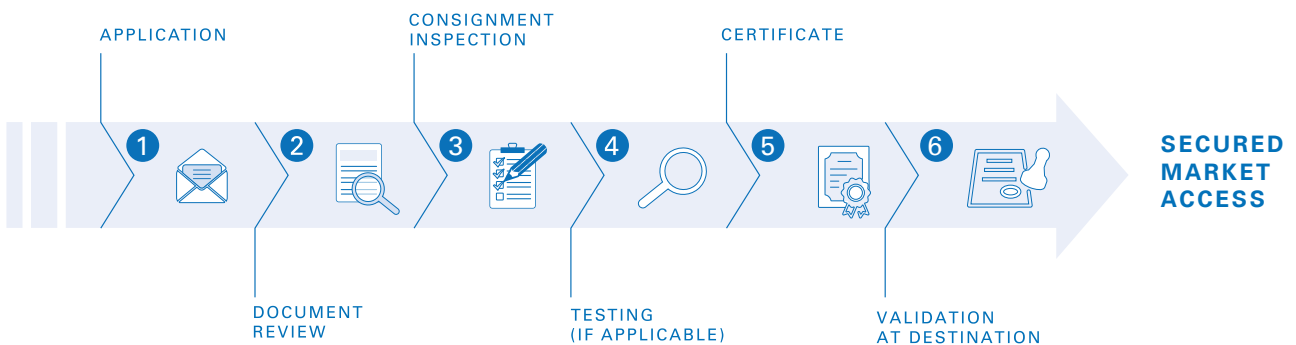 APPLICATION
1
DOCUMENT
REVIEW
2
CONSIGNMENT
INSPECTION
3
TESTING
(IF APPLICABLE)
4
CERTIFICATE
5
VALIDATION
AT DESTINATION
6
SECURED
MARKET
ACCESS